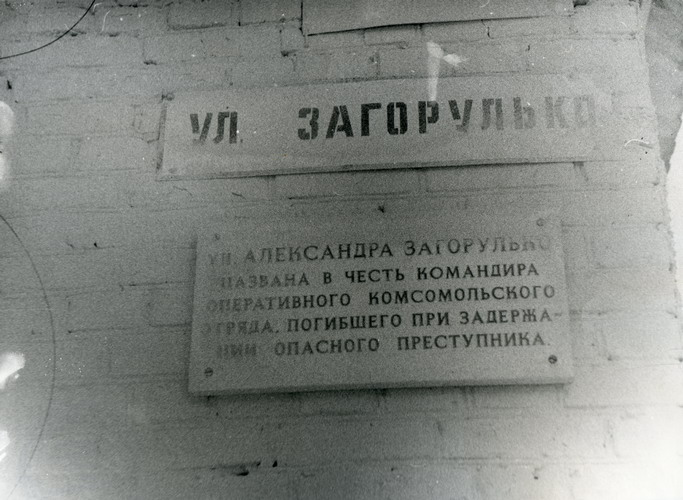 УЛ. ЗАГОРУЛЬКО
УЛ. АЛЕКСАНДРА ЗАГОРУЛЬКО
НАЗВАНА В ЧЕСТЬ КОМАНДИРА
ОПЕРАТИВНОГО КОМСОМОЛЬСКОГО
ОТРЯДА, ПОГИБШЕГО ПРИ ЗАДЕРЖА-
НИИ ОПАСНОГО ПРЕСТУПНИКА.